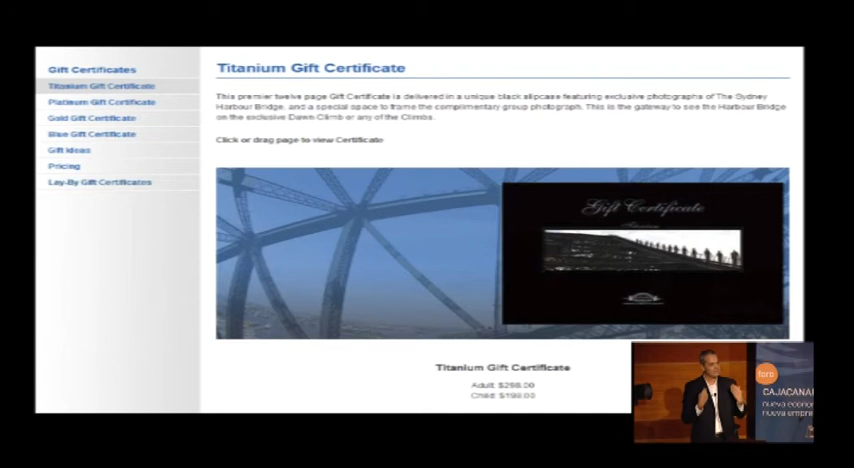 Gift Certificates
Titanium Gift Certificate
Platinum Gift Certificate
Gold Gift Certificate
Blue Gift Certificate
Gift Ideas
Pricing
Lay-By Gift Certificates
Titanium Gift Certificate
This premier twelve page Gift Certificate is delivered in a unique black slipcase featuring exclusive photographs of The Sydney
Harbour Bridge, and a special space to frame the complimentary group photograph. This is the gateway to see the Harbour Bridge
on the exclusive Dawn Climb or any of the Climbs.
Click or drag page to view Certificate
Gift Certificate
Titanium Gift Certificate
Adult: $298.00
Child: $198.00
foro
CAJACANA
nueva econo
nueva empre